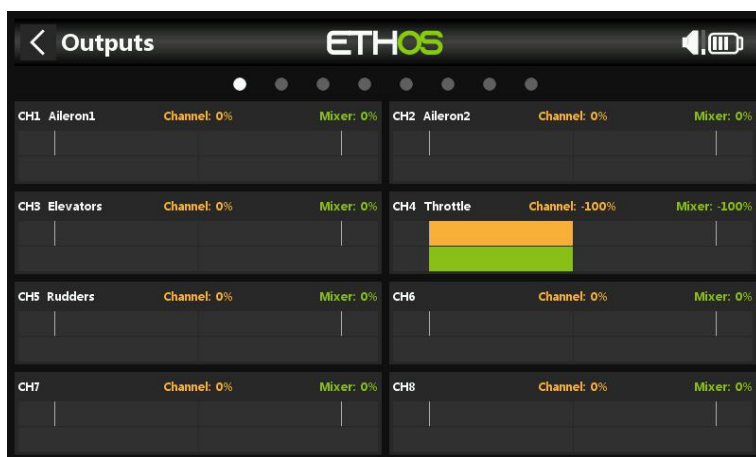 Outputs
ETHOS
CH1 Aileron1 Channel: 0% Mixer: 0%
CH2 Aileron2 Channel: 0% Mixer: 0%
CH3 Elevators Channel: 0% Mixer: 0%
CH4 Throttle Channel: -100% Mixer: -100%
CH5 Rudders Channel: 0% Mixer: 0%
CH6 Channel: 0% Mixer: 0%
CH7 Channel: 0% Mixer: 0%
CH8 Channel: 0% Mixer: 0%